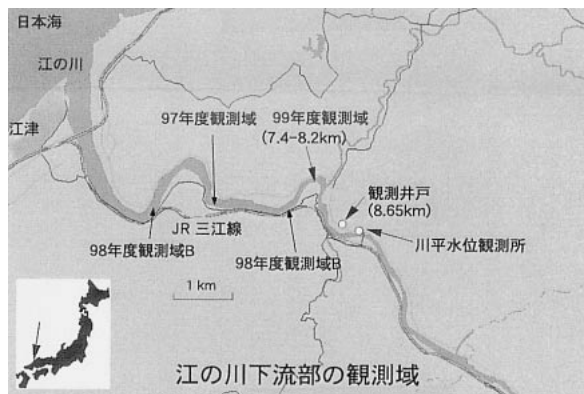 日本海
江の川
江津
97年度観測域
99年度観測域
(7.4-8.2km)
観測井戸
(8.65km)
川平水位観測所
JR 三江線
98年度観測域B
98年度観測域B
1 km
江の川下流部の観測域